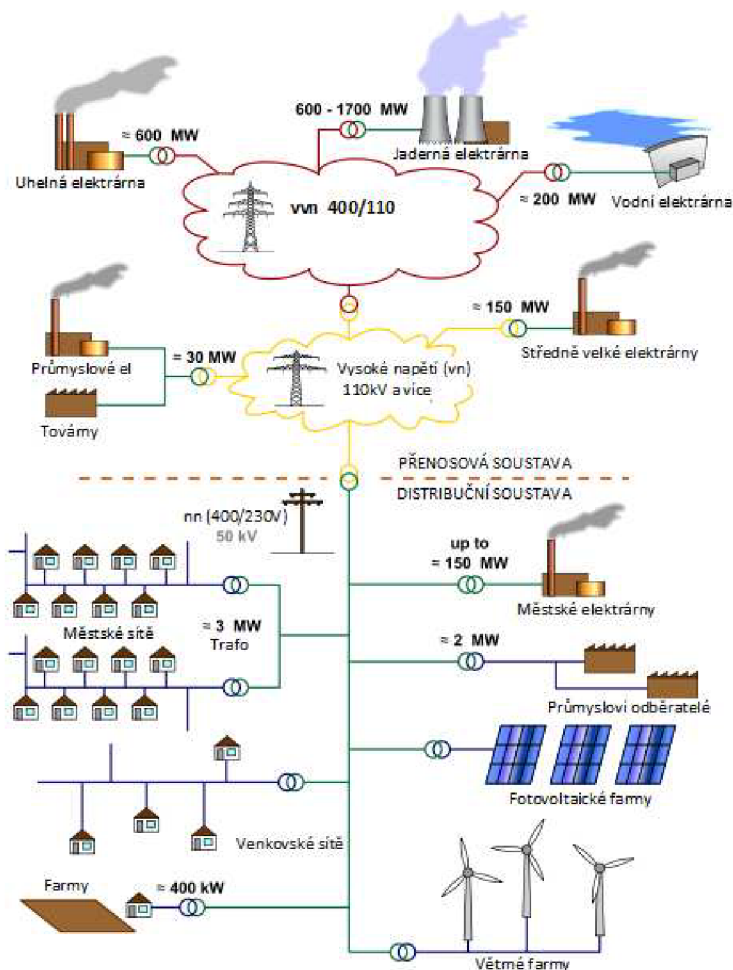 600 - 1700 MW
≈ 600 MW
Jaderná elektrárna
Uhelná elektrárna
≈ 200 MW
Vodní elektrárna
vvn 400/110
≈ 150 MW
Středně velké elektrárny
≈ 30 MW
Průmyslové el
Továrny
Vysoké napětí (vn)
110kV a více
PŘENOSOVÁ SOUSTAVA
DISTRIBUČNÍ SOUSTAVA
nn (400/230V)
50 kV
up to
≈ 150 MW
Městské elektrárny
Městské sítě
≈ 3 MW
Trafo
≈ 2 MW
Průmysloví odběratelé
Fotovoltaické farmy
Venkovské sítě
Farmy
≈ 400 kW
Větrné farmy